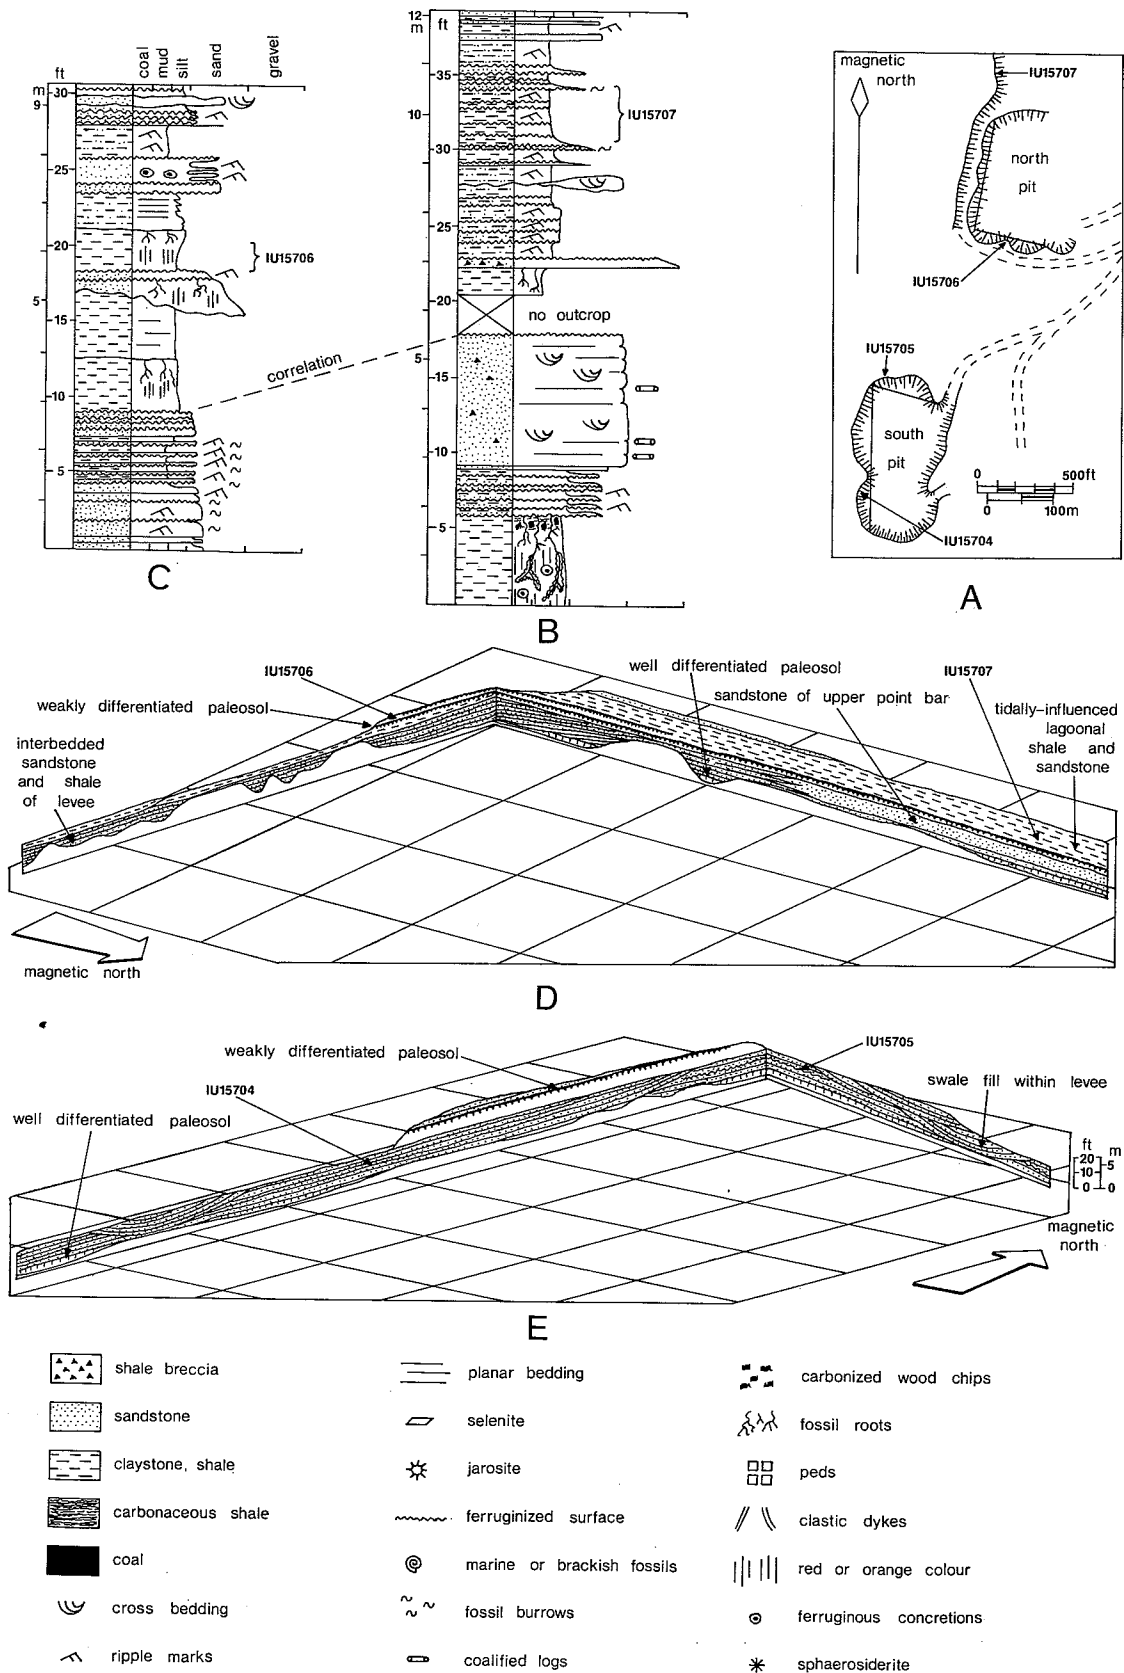 coal
mud
silt
sand
gravel
ft
m
30
9
25
20
IU15706
5
15
10
5
C
12
m
ft
35
10
IU15707
30
25
20
no outcrop
5
15
10
5
correlation
B
magnetic
north
IU15707
north
pit
IU15706
IU15705
south
pit
0
500ft
0
100m
IU15704
A
IU15706
weakly differentiated paleosol
interbedded
sandstone
and shale
of levee
well differentiated paleosol
sandstone of upper point bar
IU15707
tidally-influenced
lagoonal
shale and
sandstone
magnetic north
D
weakly differentiated paleosol
IU15704
well differentiated paleosol
IU15705
swale fill within levee
ft
m
20
5
10
0
0
magnetic
north
E
shale breccia
sandstone
claystone, shale
carbonaceous shale
coal
cross bedding
ripple marks
planar bedding
selenite
jarosite
ferruginized surface
marine or brackish fossils
fossil burrows
coalified logs
carbonized wood chips
fossil roots
peds
clastic dykes
red or orange colour
ferruginous concretions
sphaerosiderite